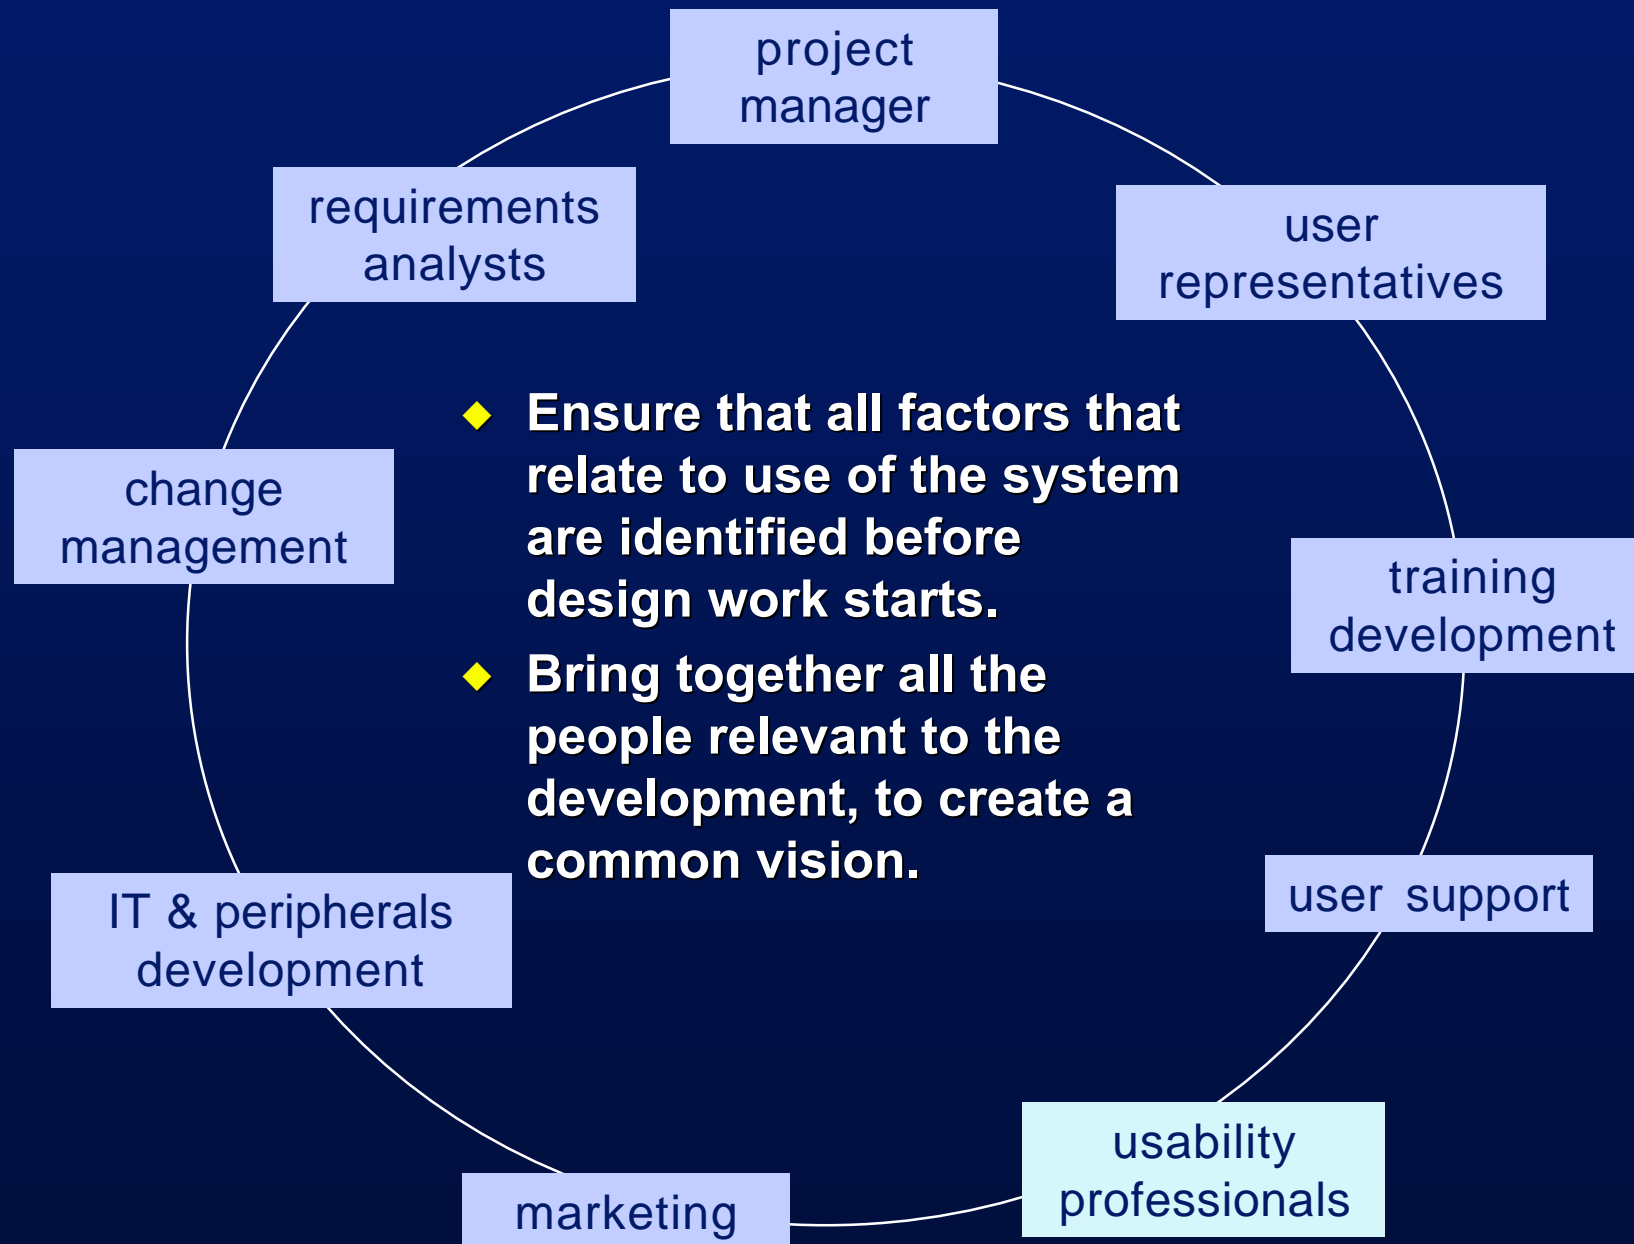 project
manager
requirements
analysts
user
representatives
◆ Ensure that all factors that
relate to use of the system
are identified before
design work starts.
change
management
training
development
◆ Bring together all the
people relevant to the
development, to create a
common vision.
IT & peripherals
development
user support
usability
professionals
marketing